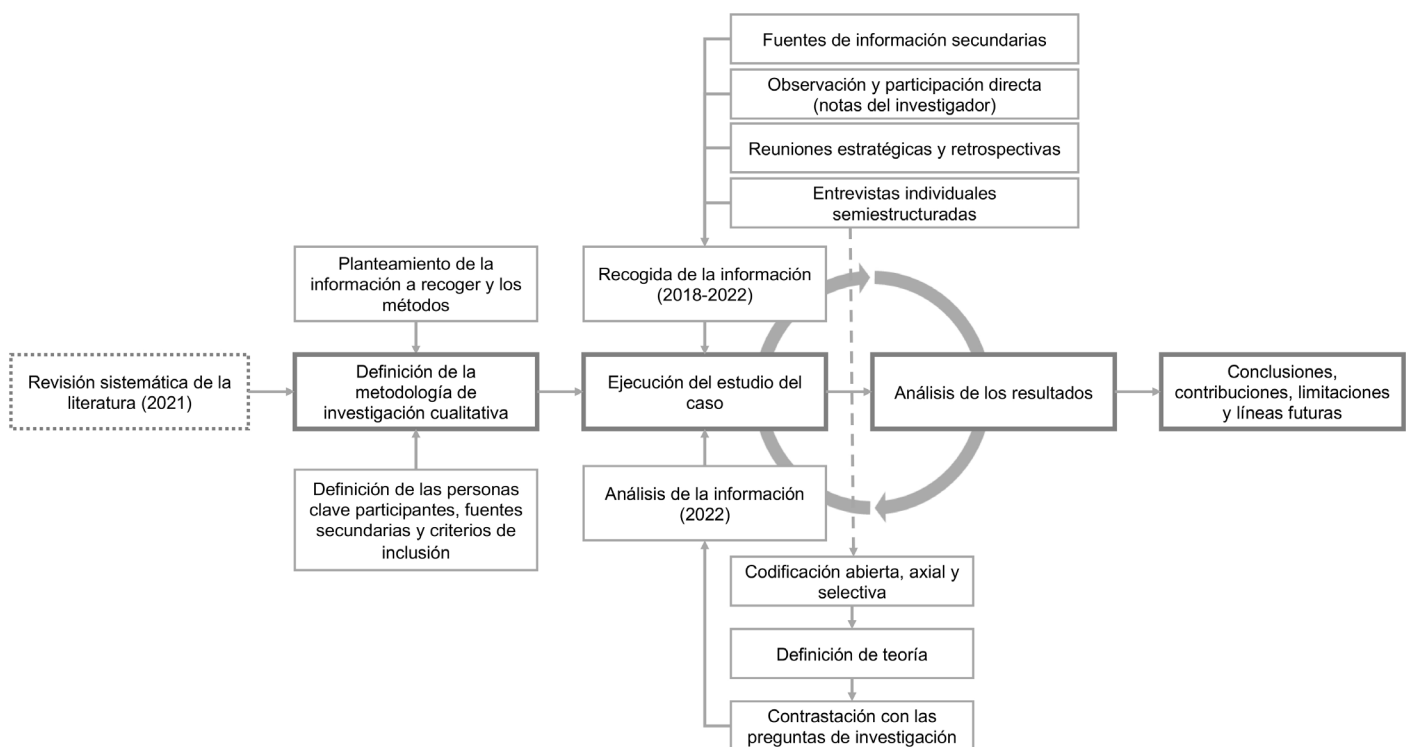 Fuentes de información secundarias
Observación y participación directa
(notas del investigador)
Reuniones estratégicas y retrospectivas
Entrevistas individuales
semiestructuradas
Planteamiento de la
información a recoger y los
métodos
Recogida de la información
(2018-2022)
Revisión sistemática de la
literatura (2021)
Definición de la
metodología de
investigación cualitativa
Ejecución del estudio del
caso
Análisis de los resultados
Conclusiones,
contribuciones, limitaciones
y líneas futuras
Definición de las personas
clave participantes, fuentes
secundarias y criterios de
inclusión
Análisis de la información
(2022)
Codificación abierta, axial y
selectiva
Definición de teoría
Contrastación con las
preguntas de investigación